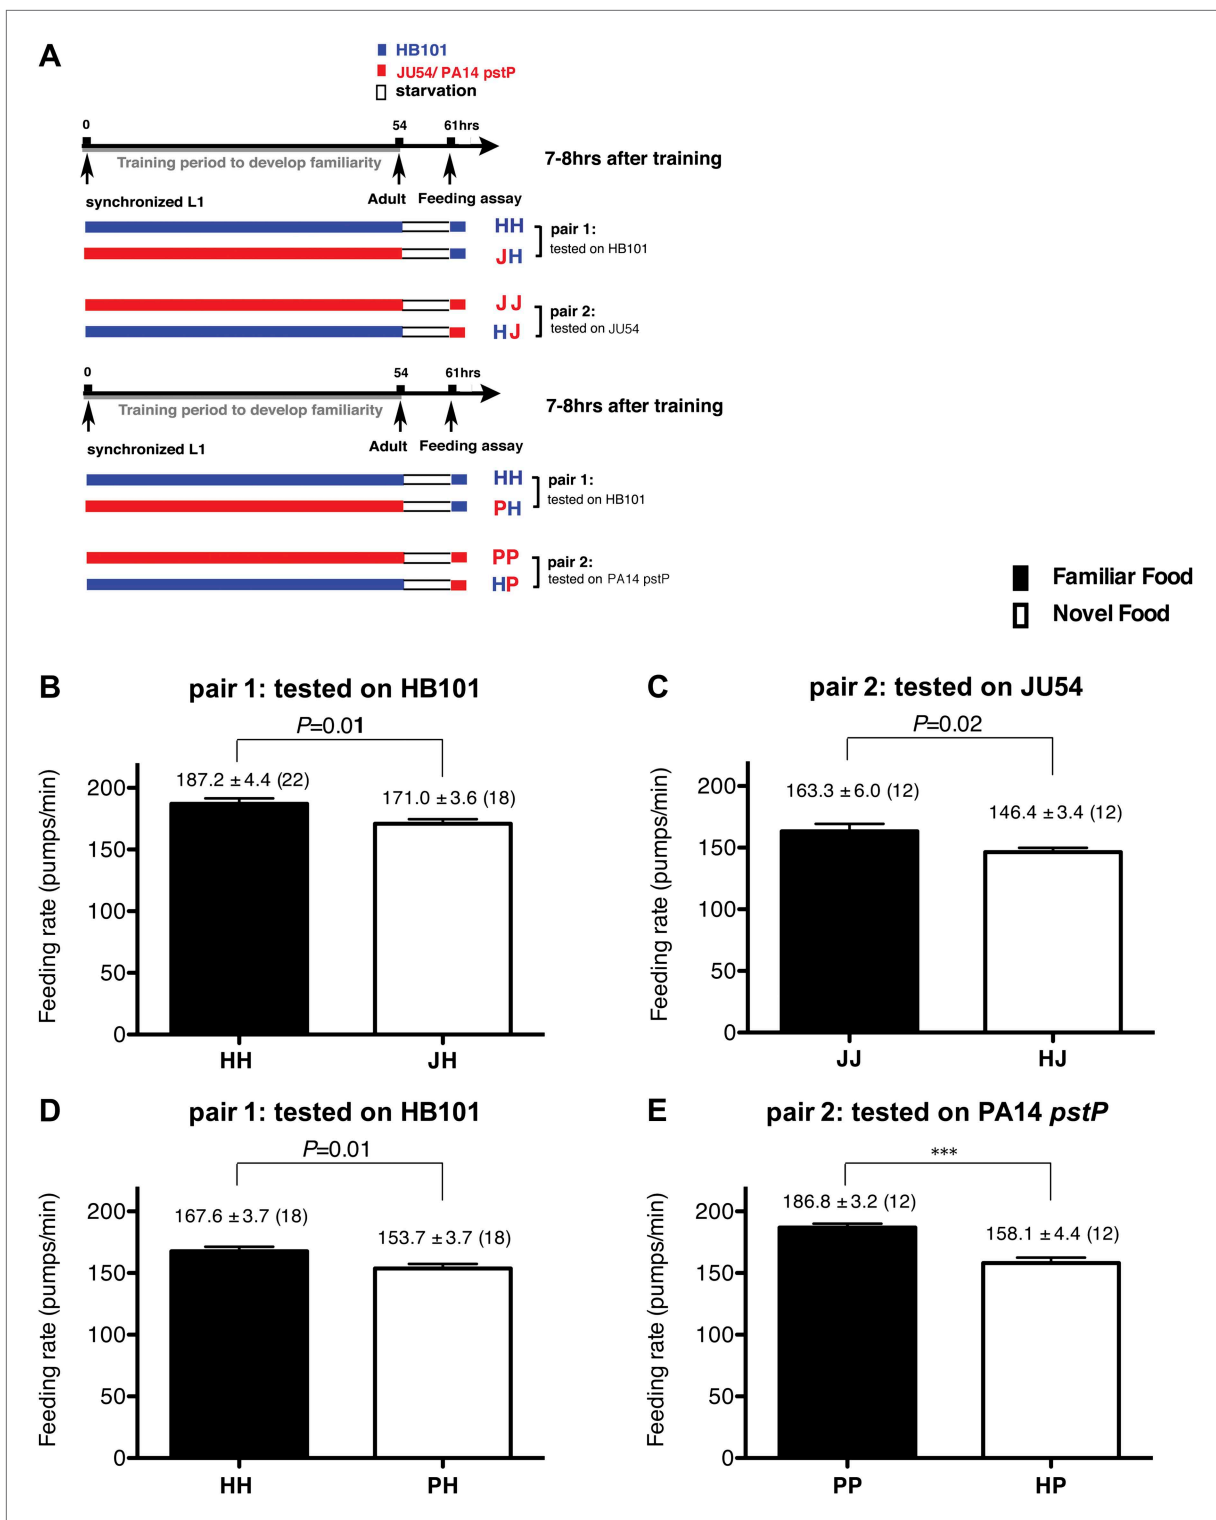 A
HB101
JU54/ PA14 pstP
starvation
0 54 61hrs
Training period to develop familiarity
7-8hrs after training
synchronized L1 Adult Feeding assay
HH
pair 1:
tested on HB101
JH
JJ
pair 2:
tested on JU54
HJ
0 54 61hrs
Training period to develop familiarity
7-8hrs after training
synchronized L1 Adult Feeding assay
HH
pair 1:
tested on HB101
PH
PP
pair 2:
tested on PA14 pstP
HP
Familiar Food
Novel Food
B
pair 1: tested on HB101
P=0.01
187.2 ± 4.4 (22)
171.0 ± 3.6 (18)
Feeding rate (pumps/min)
200
150
100
50
0
HH JH
C
pair 2: tested on JU54
P=0.02
163.3 ± 6.0 (12)
146.4 ± 3.4 (12)
Feeding rate (pumps/min)
200
150
100
50
0
JJ HJ
D
pair 1: tested on HB101
P=0.01
167.6 ± 3.7 (18)
153.7 ± 3.7 (18)
Feeding rate (pumps/min)
200
150
100
50
0
HH PH
E
pair 2: tested on PA14 pstP
***
186.8 ± 3.2 (12)
158.1 ± 4.4 (12)
Feeding rate (pumps/min)
200
150
100
50
0
PP HP